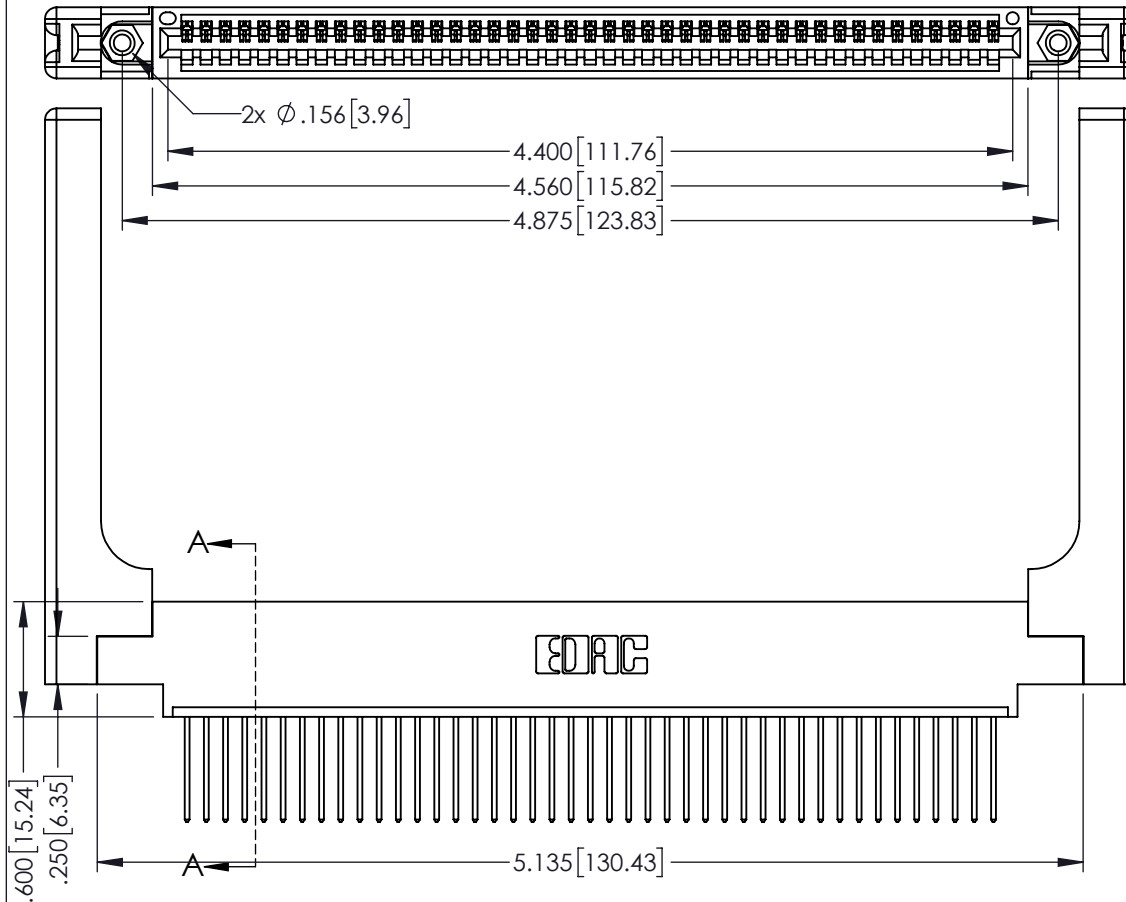 2x Ø.156[3.96]
4.400[111.76]
4.560[115.82]
4.875[123.83]
A
EDAC
.600[15.24]
.250[6.35]
A
5.135[130.43]